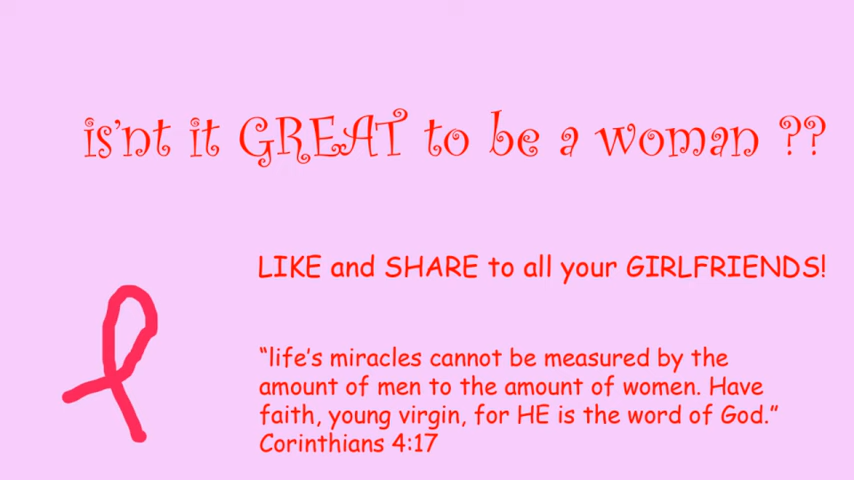 is'nt it GREAT to be a woman ??
LIKE and SHARE to all your GIRLFRIENDS!
“life’s miracles cannot be measured by the
amount of men to the amount of women. Have
faith, young virgin, for HE is the word of God.”
Corinthians 4:17